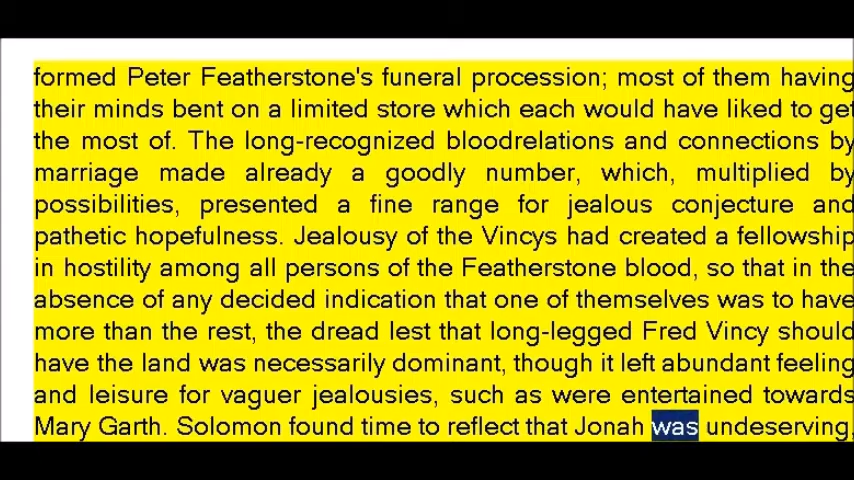 formed Peter Featherstone's funeral procession; most of them having
their minds bent on a limited store which each would have liked to get
the most of. The long-recognized bloodrelations and connections by
marriage made already a goodly number, which, multiplied by
possibilities, presented a fine range for jealous conjecture and
pathetic hopefulness. Jealousy of the Vincys had created a fellowship
in hostility among all persons of the Featherstone blood, so that in the
absence of any decided indication that one of themselves was to have
more than the rest, the dread lest that long-legged Fred Vincy should
have the land was necessarily dominant, though it left abundant feeling
and leisure for vaguer jealousies, such as were entertained towards
Mary Garth. Solomon found time to reflect that Jonah was undeserving,